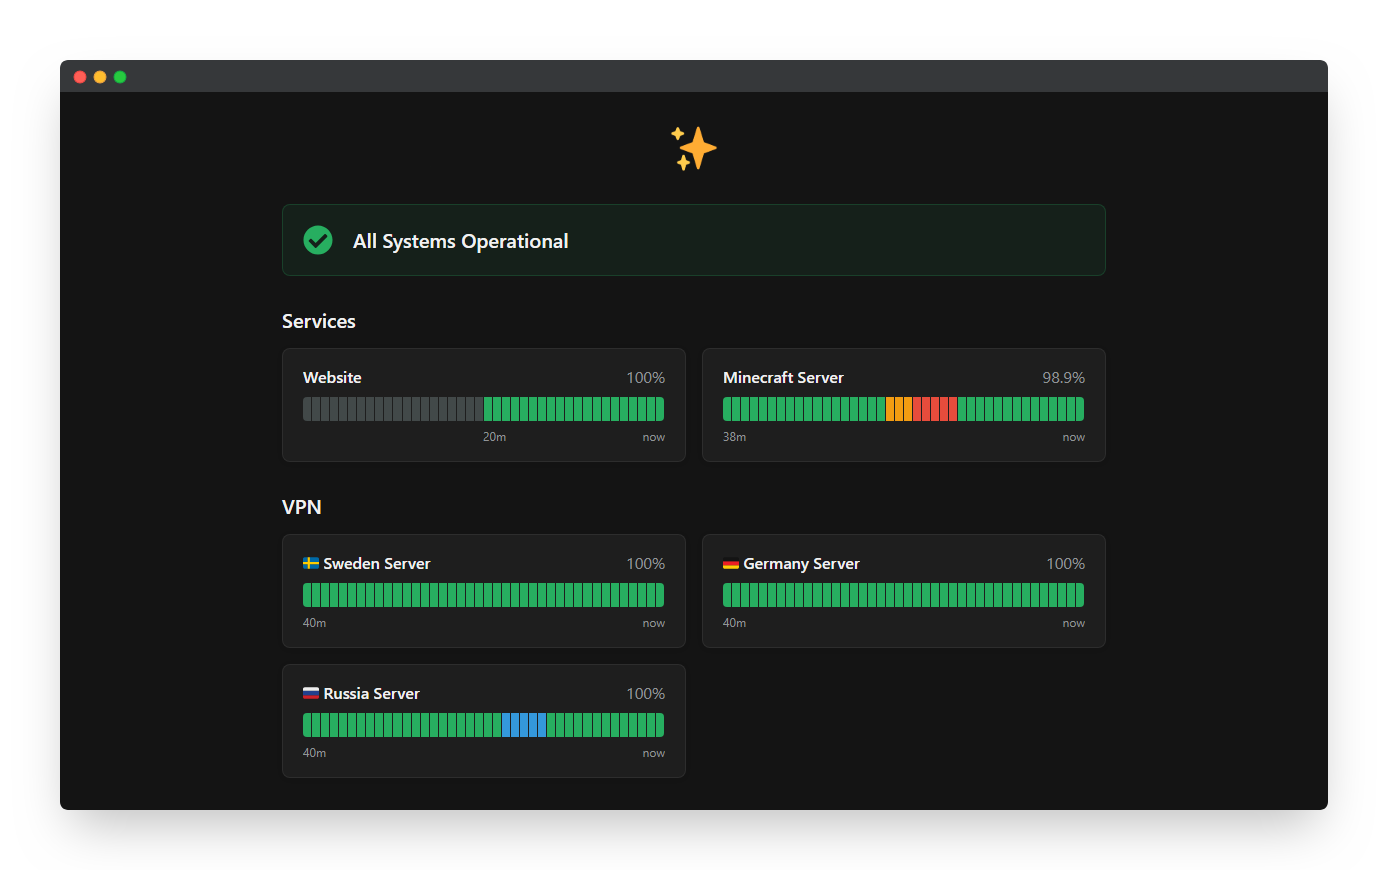 All Systems Operational
Services
Website 100%
20m now
Minecraft Server 98.9%
38m now
VPN
Sweden Server 100%
40m now
Germany Server 100%
40m now
Russia Server 100%
40m now